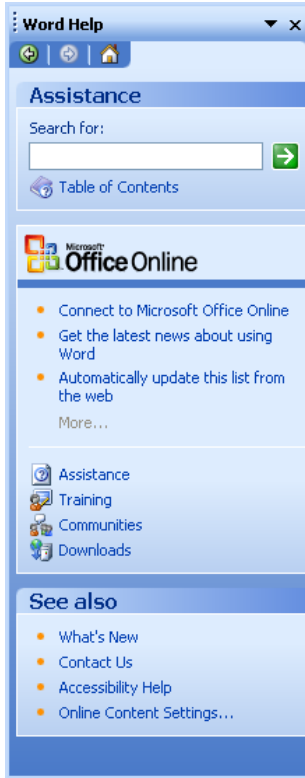 Word Help
Assistance
Search for:
Table of Contents
Microsoft
Office Online
Connect to Microsoft Office Online
Get the latest news about using
Word
Automatically update this list from
the web
More...
Assistance
Training
Communities
Downloads
See also
What's New
Contact Us
Accessibility Help
Online Content Settings...